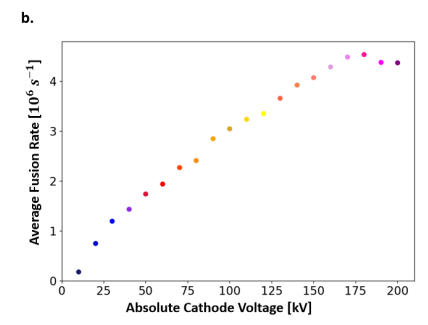 b.
Average Fusion Rate [10⁶ s⁻¹]
4
3
2
1
0
0 25 50 75 100 125 150 175 200
Absolute Cathode Voltage [kV]